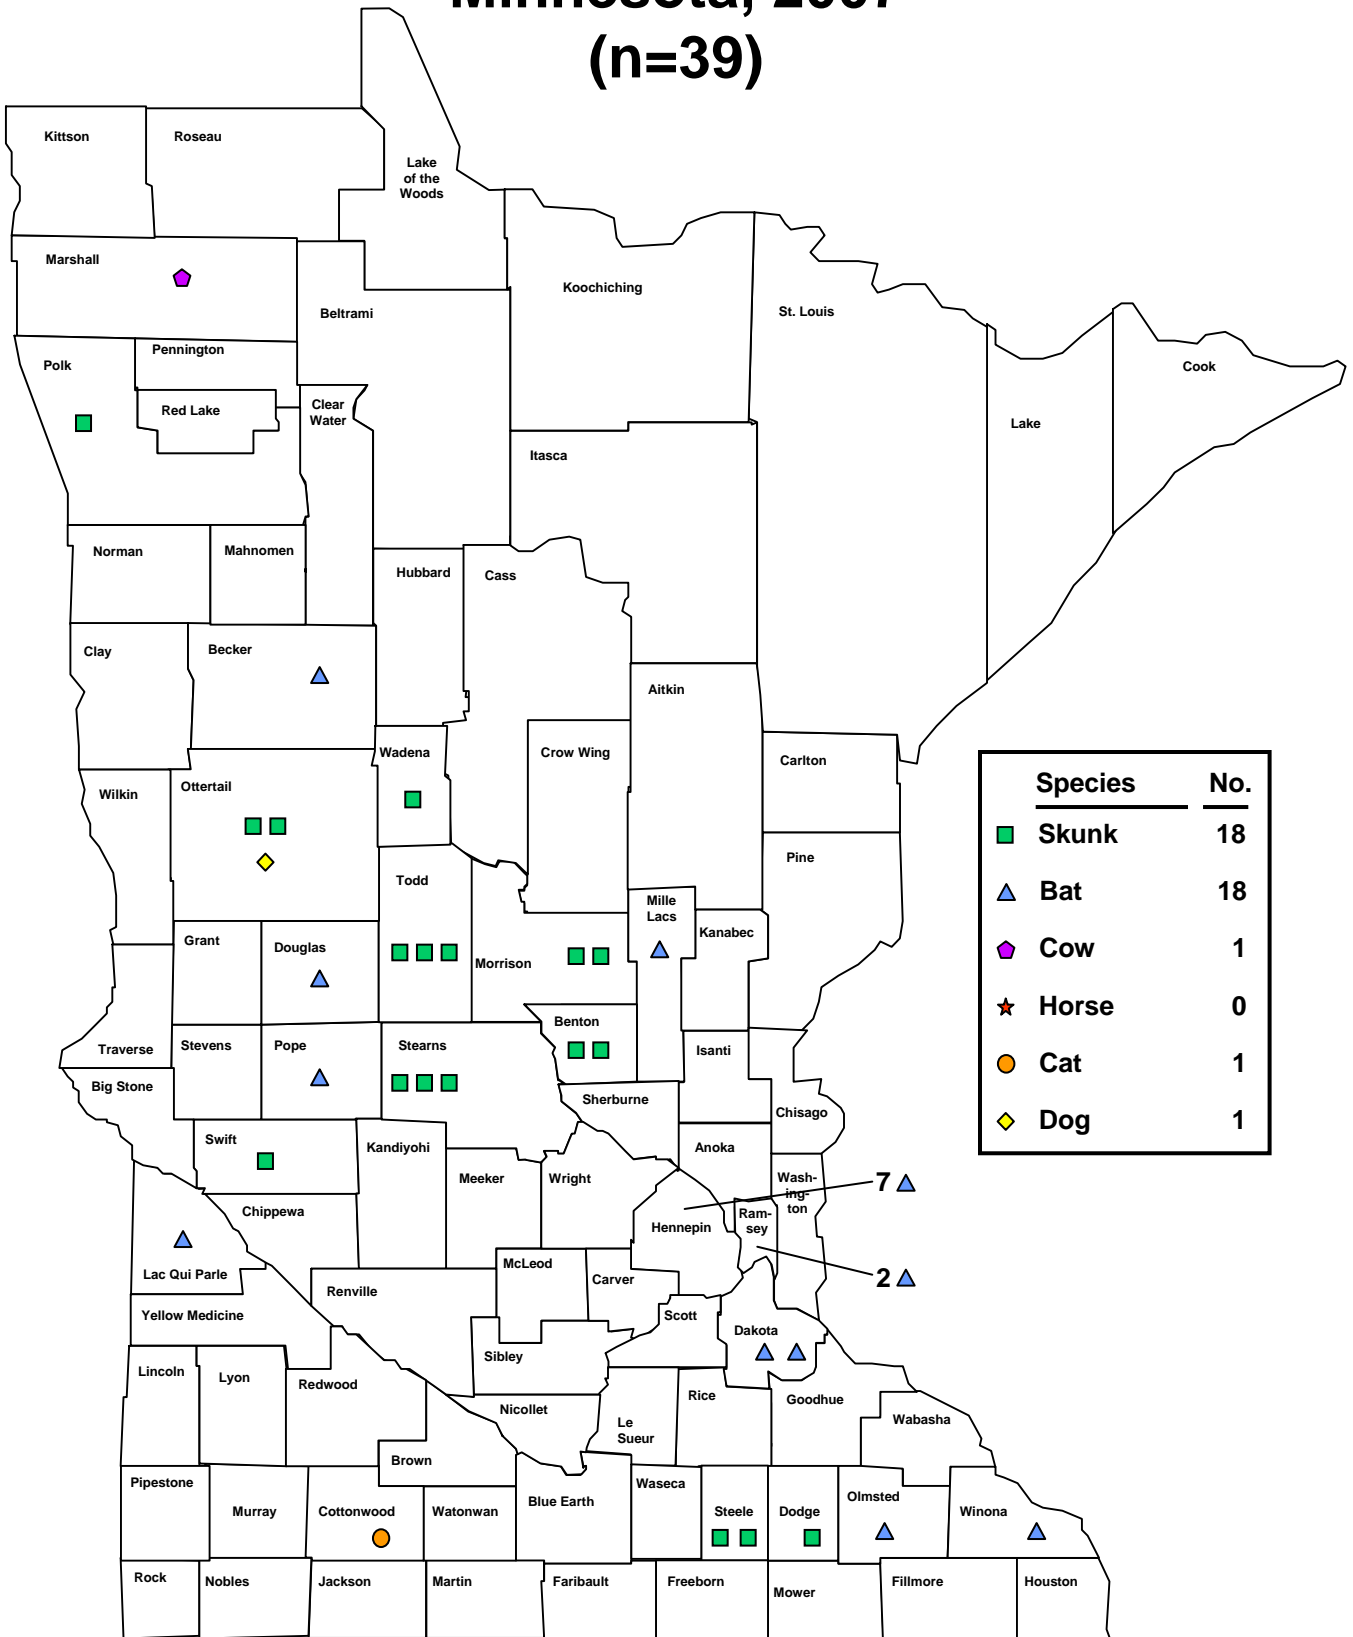 Minnesota, 2007
(n=39)
Kittson
Roseau
Lake
of the
Woods
Marshall
Koochiching
St. Louis
Beltrami
Pennington
Polk
Cook
Red Lake
Clear
Water
Lake
Itasca
Norman
Mahnomen
Hubbard
Cass
Clay
Becker
Aitkin
Wadena
Crow Wing
Carlton
Wilkin
Ottertail
Species No.
Skunk 18
Bat 18
Cow 1
Horse 0
Cat 1
Dog 1
Pine
Todd
Mille
Lacs
Kanabec
Grant
Douglas
Morrison
Benton
Traverse
Stevens
Pope
Stearns
Isanti
Big Stone
Sherburne
Chisago
Swift
Kandiyohi
Anoka
Meeker
Wright
Wash-
ing-
ton
7
Chippewa
Hennepin
Ram-
sey
Lac Qui Parle
McLeod
Carver
2
Renville
Yellow Medicine
Scott
Dakota
Sibley
Lincoln
Lyon
Redwood
Rice
Goodhue
Nicollet
Le
Sueur
Wabasha
Brown
Pipestone
Waseca
Murray
Cottonwood
Watonwan
Blue Earth
Steele
Dodge
Olmsted
Winona
Rock
Nobles
Jackson
Martin
Faribault
Freeborn
Mower
Fillmore
Houston